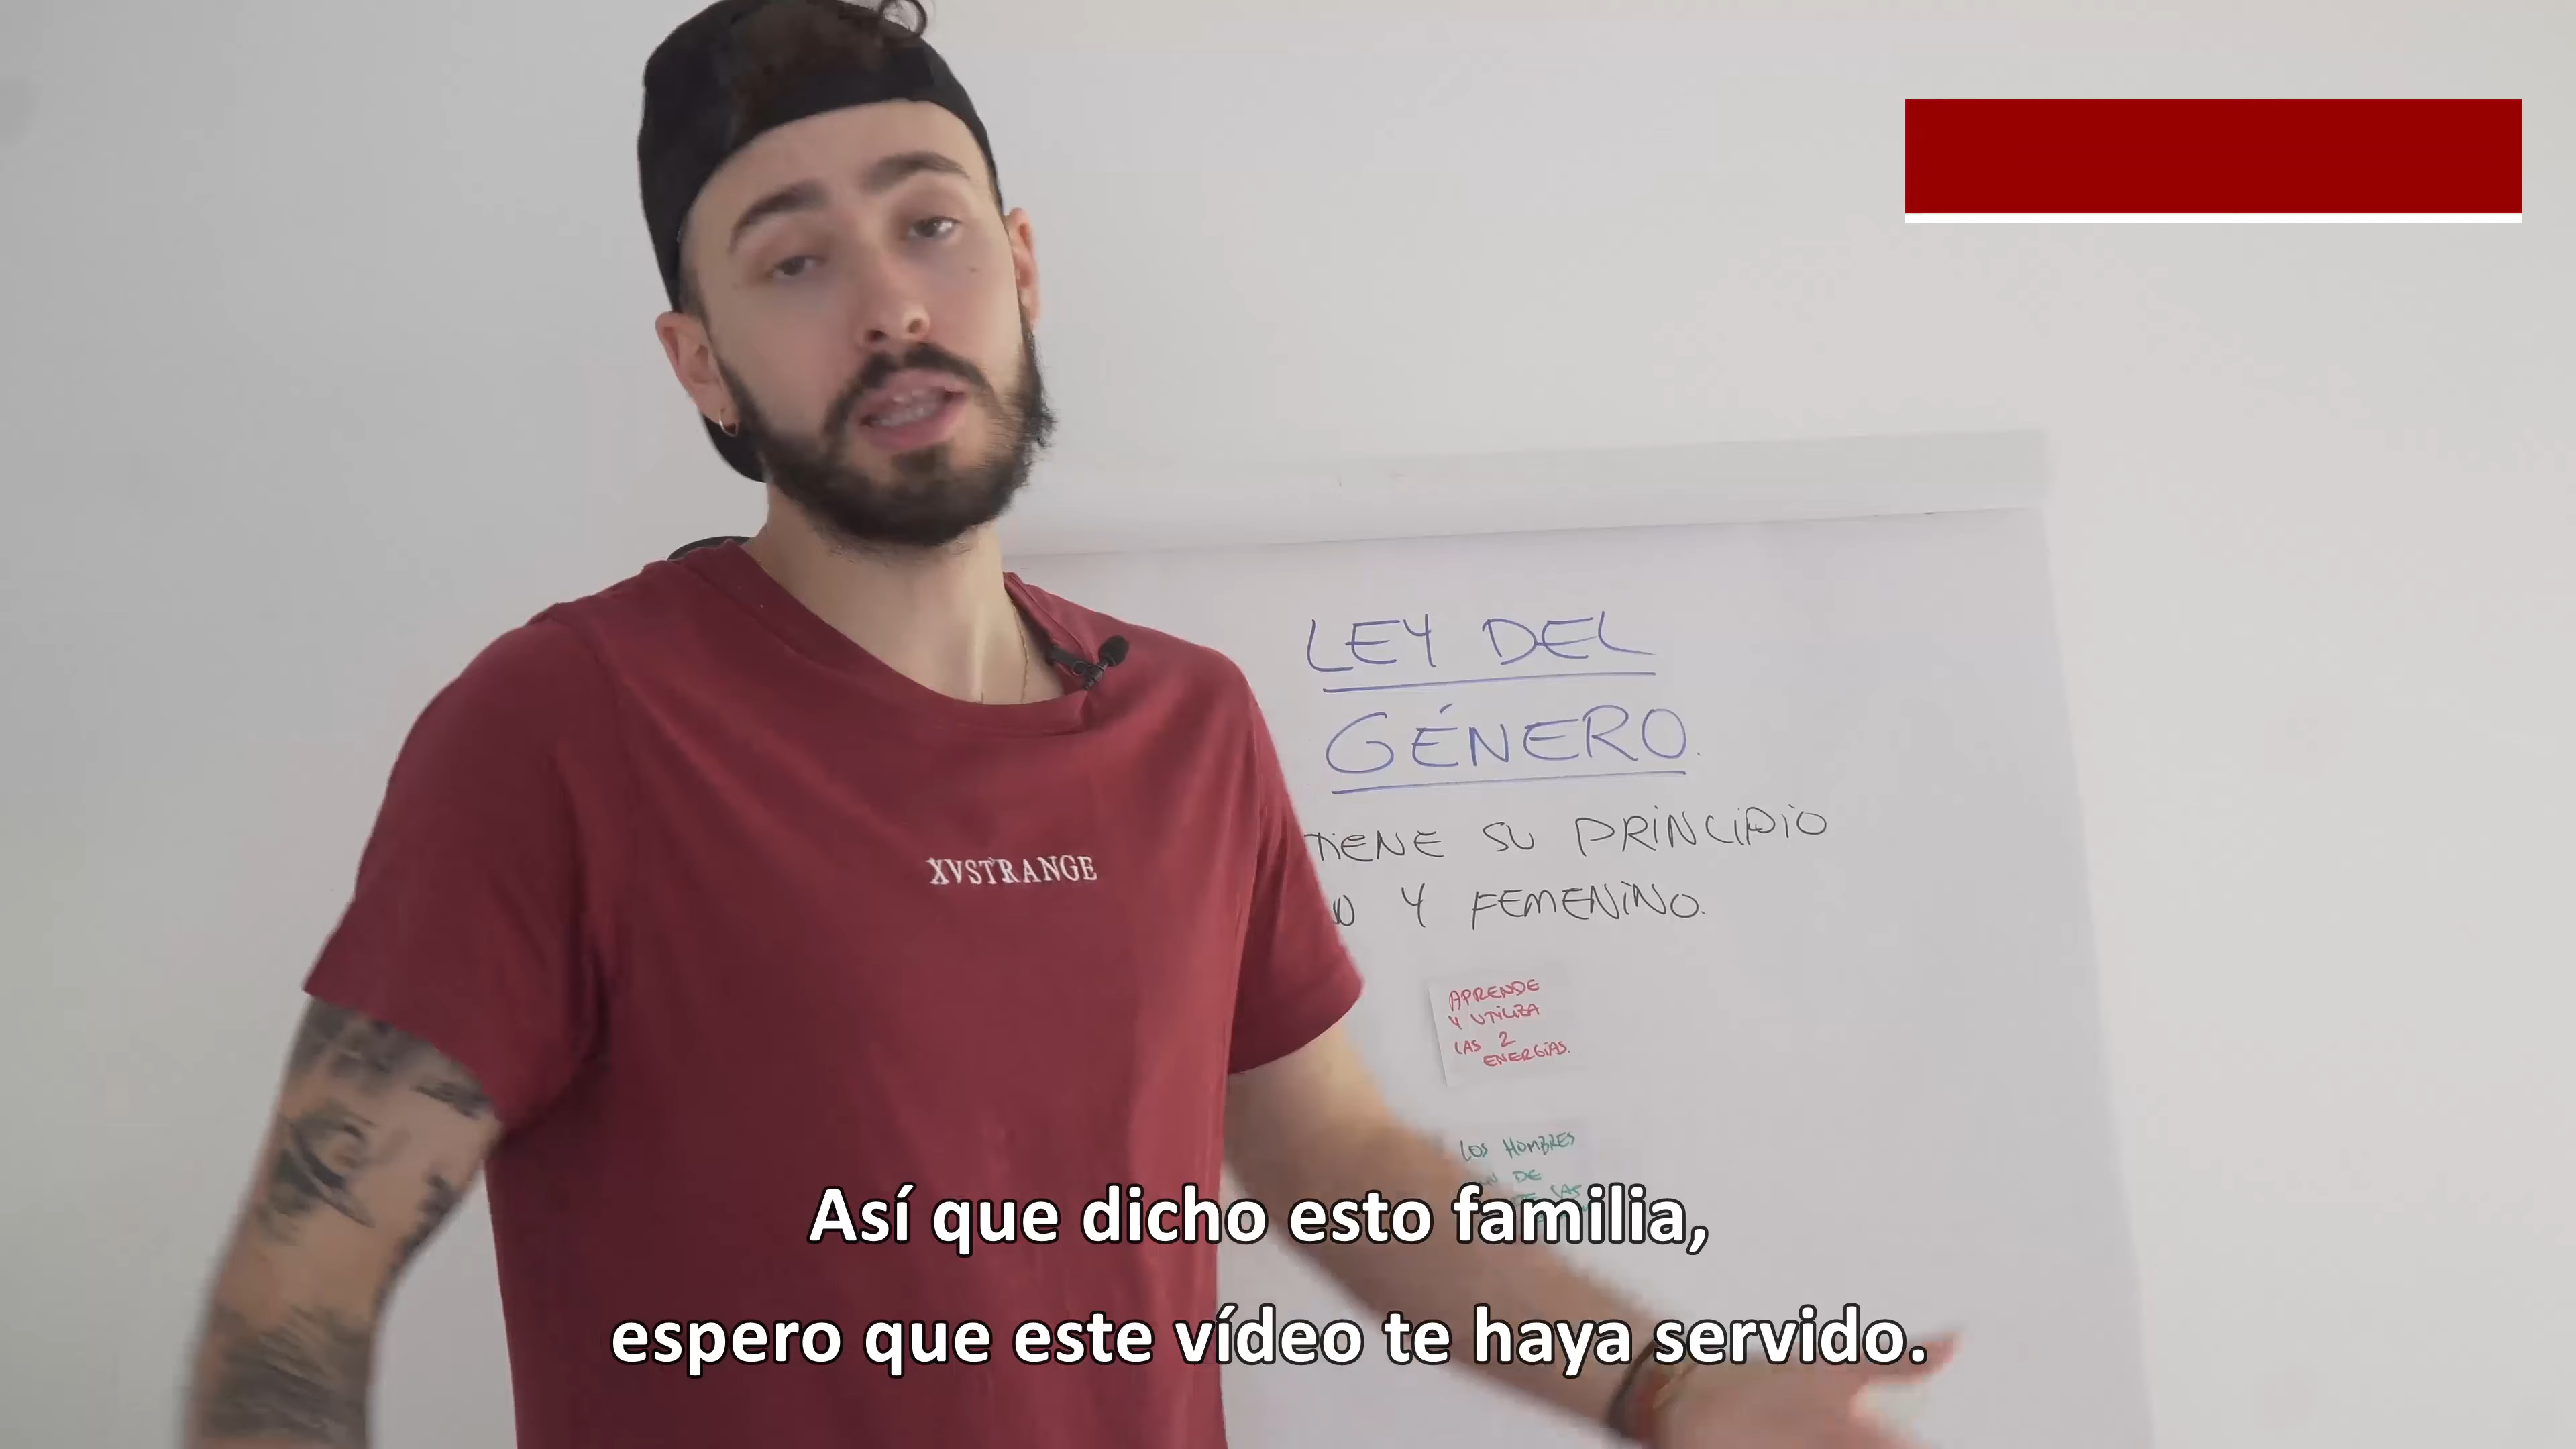 LEY DEL
GÉNERO.
TIENE SU PRINCIPIO
Y FEMENINO.
XVSTRANGE
APRENDE
Y UTILIZA
LAS 2
ENERGÍAS.
LOS HOMBRES
DE
LAS
Así que dicho esto familia,
espero que este vídeo te haya servido.